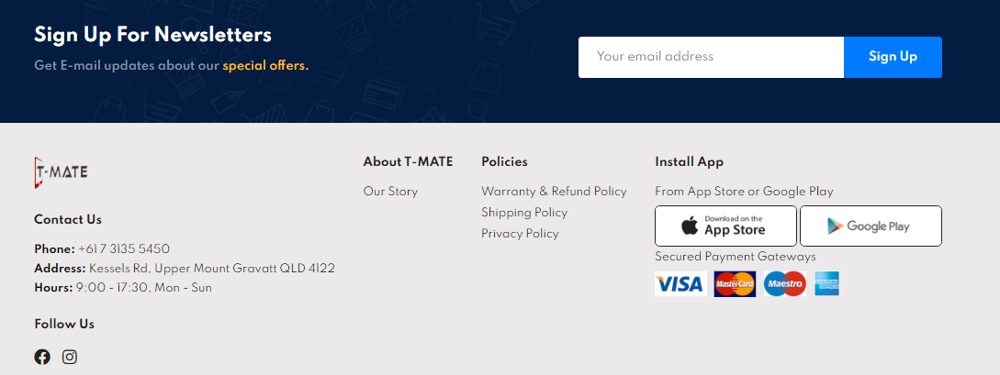 Sign Up For Newsletters
Get E-mail updates about our special offers.
Your email address
Sign Up
T-MATE
Contact Us
Phone: +61 7 3135 5450
Address: Kessels Rd, Upper Mount Gravatt QLD 4122
Hours: 9:00 - 17:30, Mon - Sun
Follow Us
About T-MATE
Our Story
Policies
Warranty & Refund Policy
Shipping Policy
Privacy Policy
Install App
From App Store or Google Play
Download on the
App Store
Google Play
Secured Payment Gateways
VISA
MasterCard
Maestro